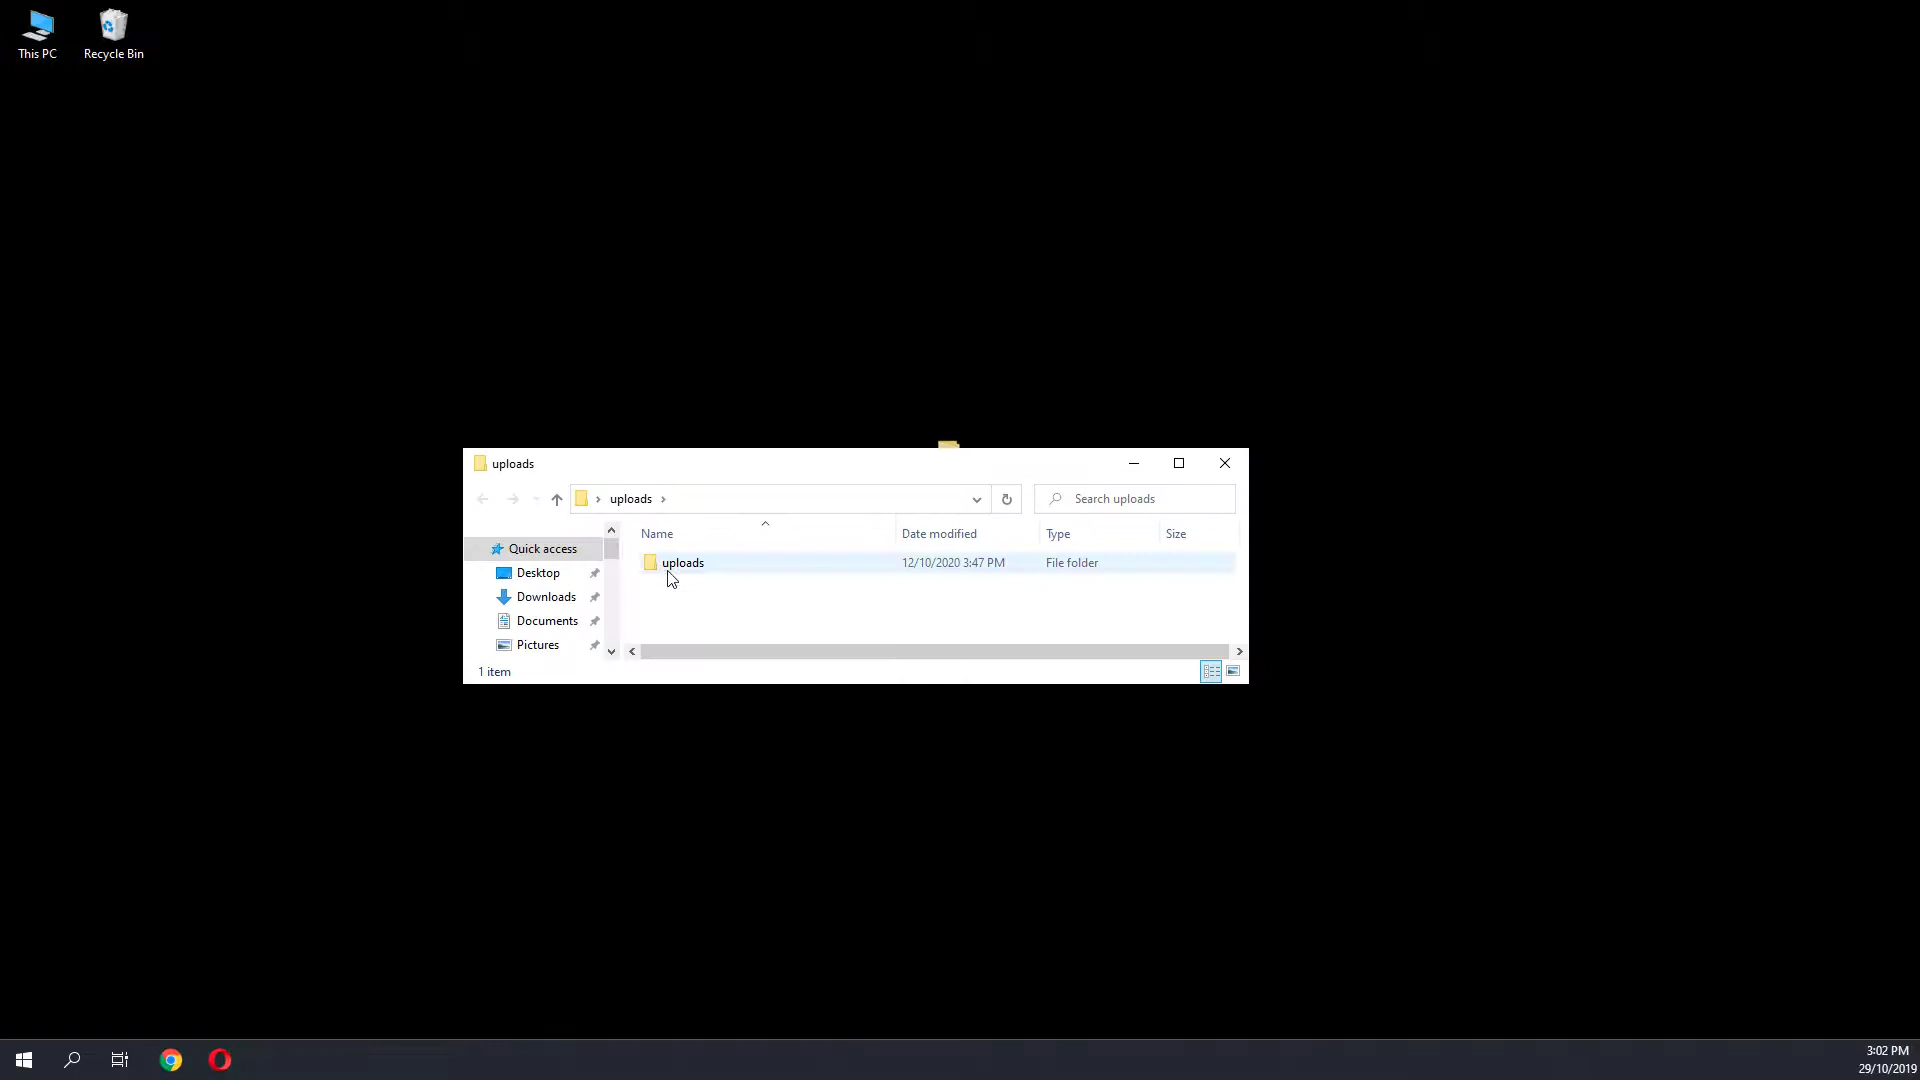 This PC
Recycle Bin
uploads
uploads
Search uploads
Name
Date modified
Type
Size
Quick access
uploads
12/10/2020 3:47 PM
File folder
Desktop
Downloads
Documents
Pictures
1 item
3:02 PM
29/10/2019